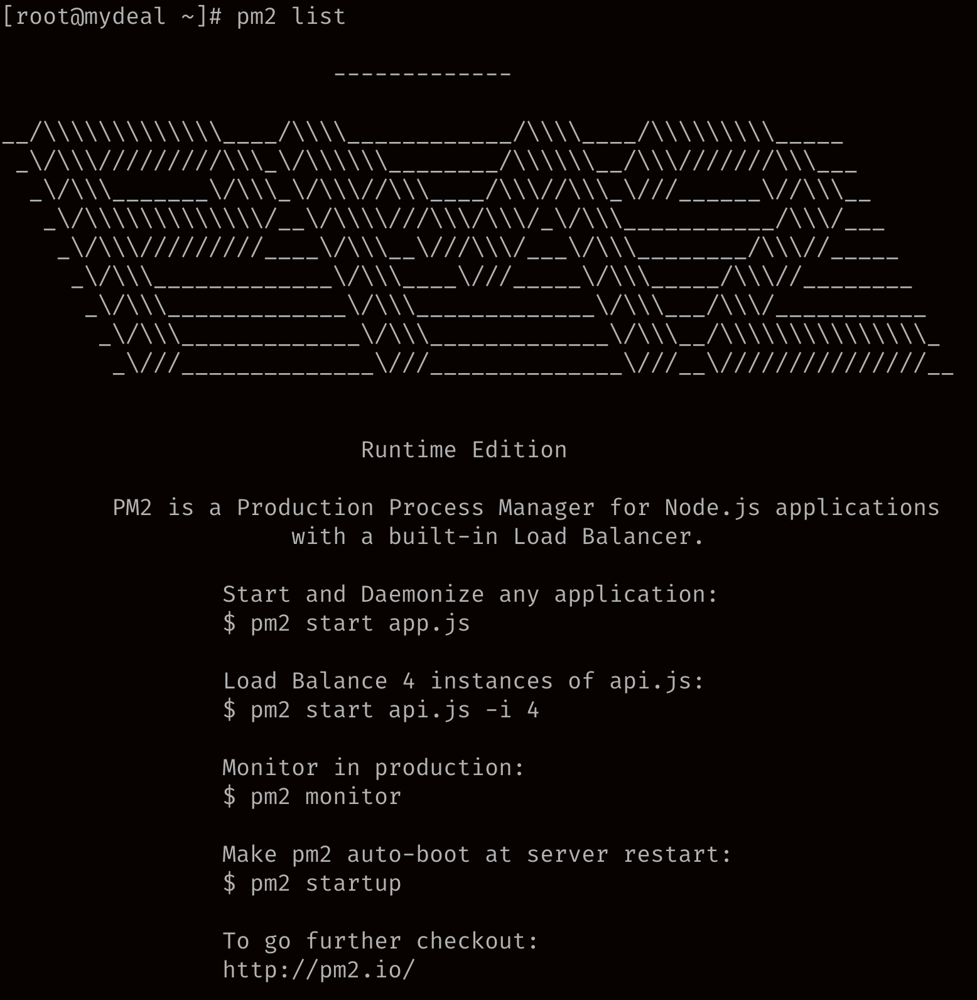 [root@mydeal ~]# pm2 list
-------------
__/\\\\\\\\\\\\\____/\\\\____________/\\\\____/\\\\\\\\\_____
_\/\\\/////////\\\_\/\\\\\\________/\\\\\\__/\\\///////\\\___
_\/\\\_______\/\\\_\/\\\//\\\____/\\\//\\\_\///______\//\\\__
_\/\\\\\\\\\\\\\/__\/\\\\///\\\/\\\/_\/\\\___________/\\\/___
_\/\\\/////////____\/\\\__\///\\\/___\/\\\________/\\\//_____
_\/\\\_____________\/\\\____\///_____\/\\\_____/\\\//________
_\/\\\_____________\/\\\_____________\/\\\___/\\\/___________
_\/\\\_____________\/\\\_____________\/\\\__/\\\\\\\\\\\\\\\_
_\///______________\///______________\///__\///////////////__
Runtime Edition
PM2 is a Production Process Manager for Node.js applications
with a built-in Load Balancer.
Start and Daemonize any application:
$ pm2 start app.js
Load Balance 4 instances of api.js:
$ pm2 start api.js -i 4
Monitor in production:
$ pm2 monitor
Make pm2 auto-boot at server restart:
$ pm2 startup
To go further checkout:
http://pm2.io/